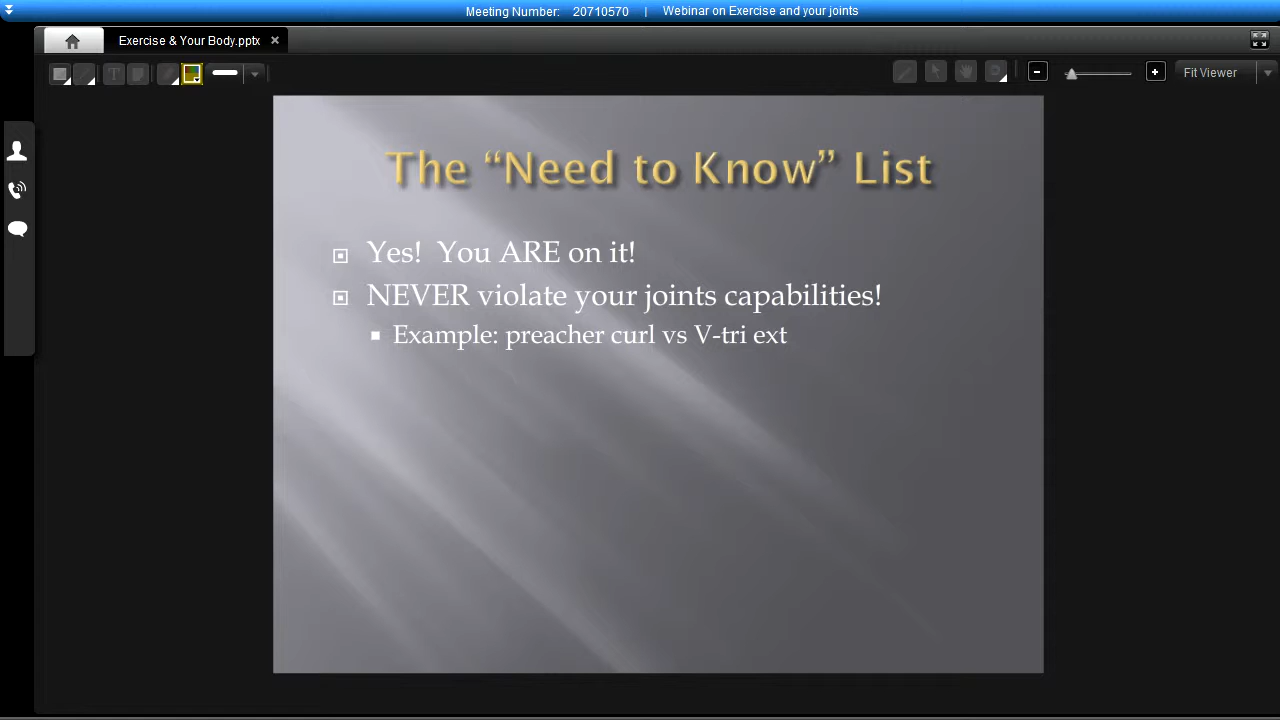 Meeting Number: 20710570 | Webinar on Exercise and your joints
Exercise & Your Body.pptx
T
Fit Viewer
The “Need to Know” List
Yes! You ARE on it!
NEVER violate your joints capabilities!
Example: preacher curl vs V-tri ext